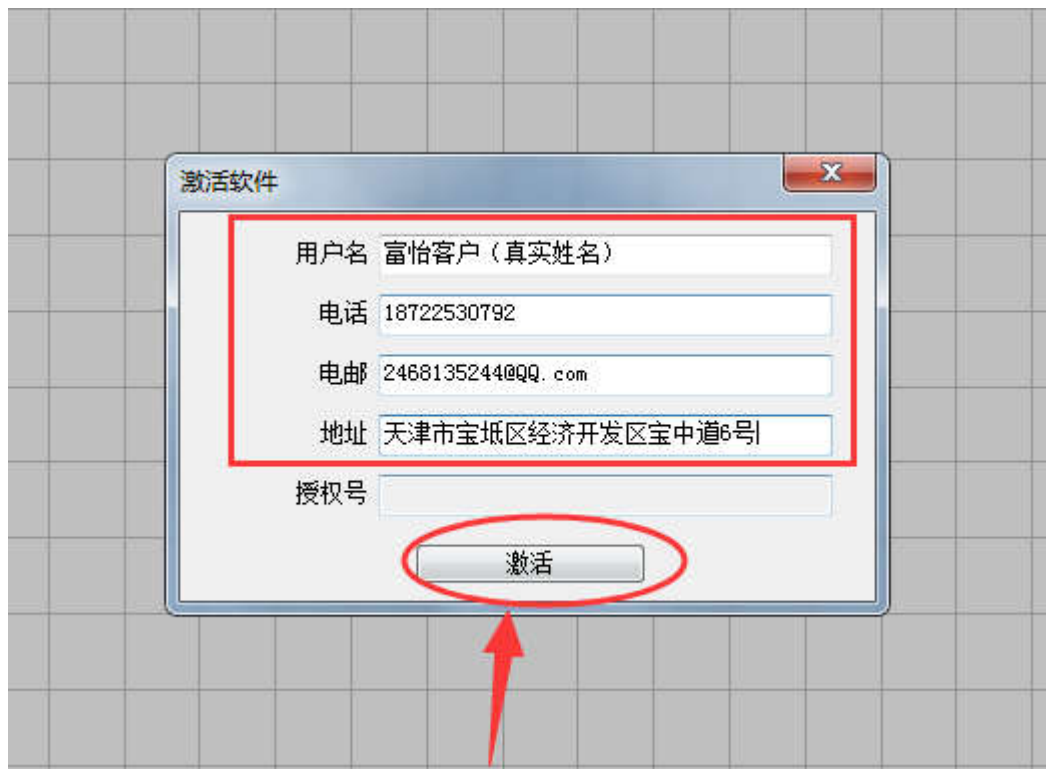 激活软件
用户名 富怡客户（真实姓名）
电话 18722530792
电邮 2468135244@QQ.com
地址 天津市宝坻区经济开发区宝中道6号
授权号
激活